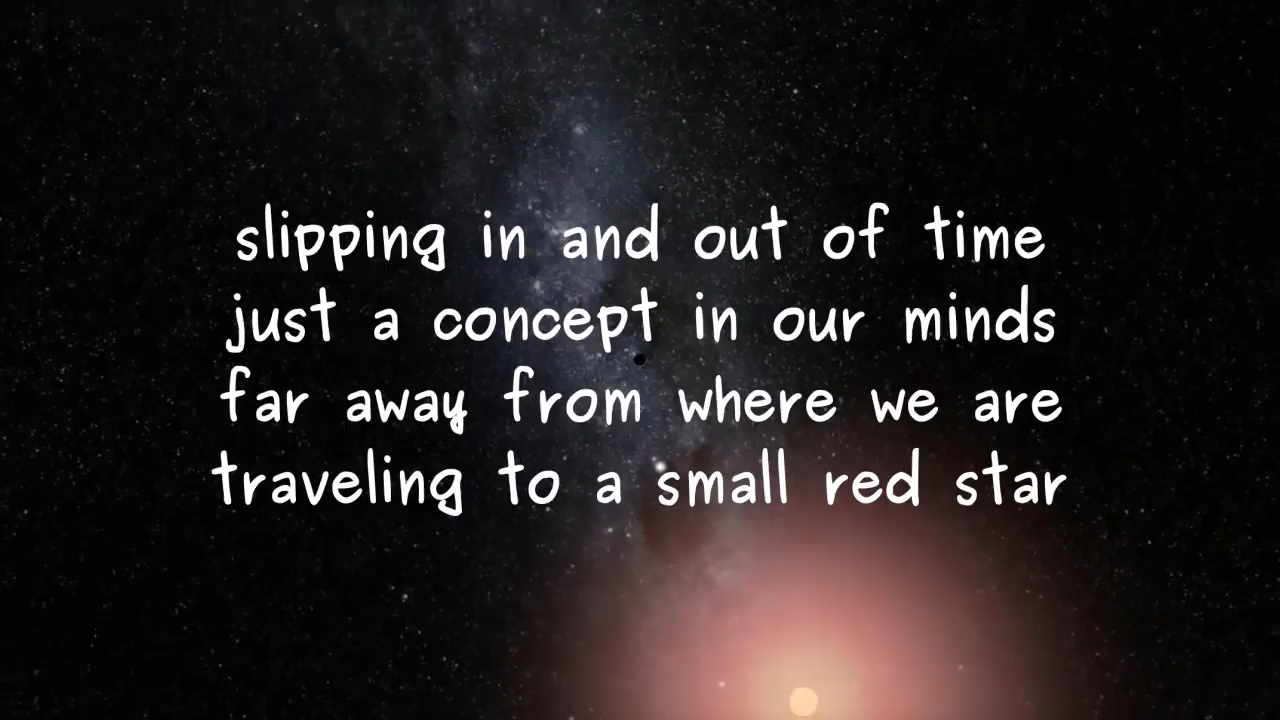 slipping in and out of time
just a concept in our minds
far away from where we are
traveling to a small red star